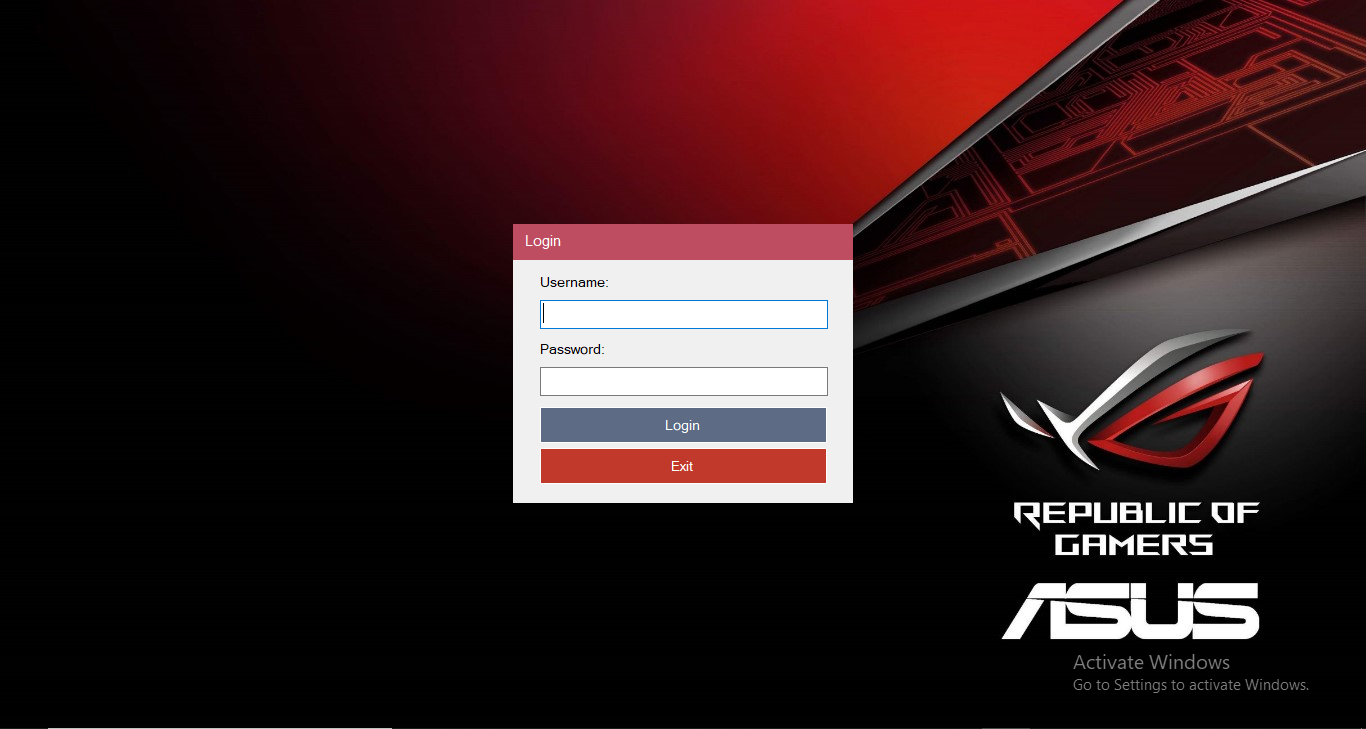 Login
Username:
Password:
Login
Exit
REPUBLIC OF
GAMERS
ASUS
Activate Windows
Go to Settings to activate Windows.